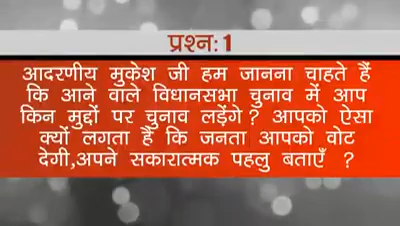 प्रश्न:1
आदरणीय मुकेश जी हम जानना चाहते हैं
कि आने वाले विधानसभा चुनाव में आप
किन मुद्दों पर चुनाव लड़ेंगे? आपको ऐसा
क्यों लगता है कि जनता आपको वोट
देगी,अपने सकारात्मक पहलु बताएँ ?